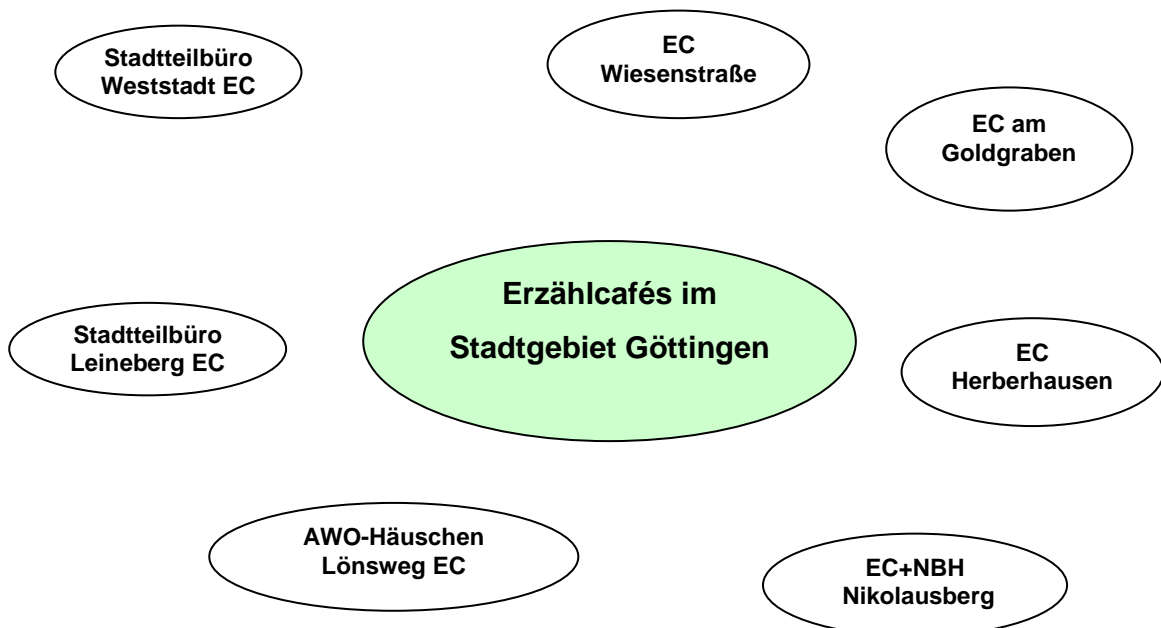 Stadtteilbüro
Weststadt EC
EC
Wiesenstraße
EC am
Goldgraben
Erzählcafés im
Stadtgebiet Göttingen
Stadtteilbüro
Leineberg EC
EC
Herberhausen
AWO-Häuschen
Lönsweg EC
EC+NBH
Nikolausberg